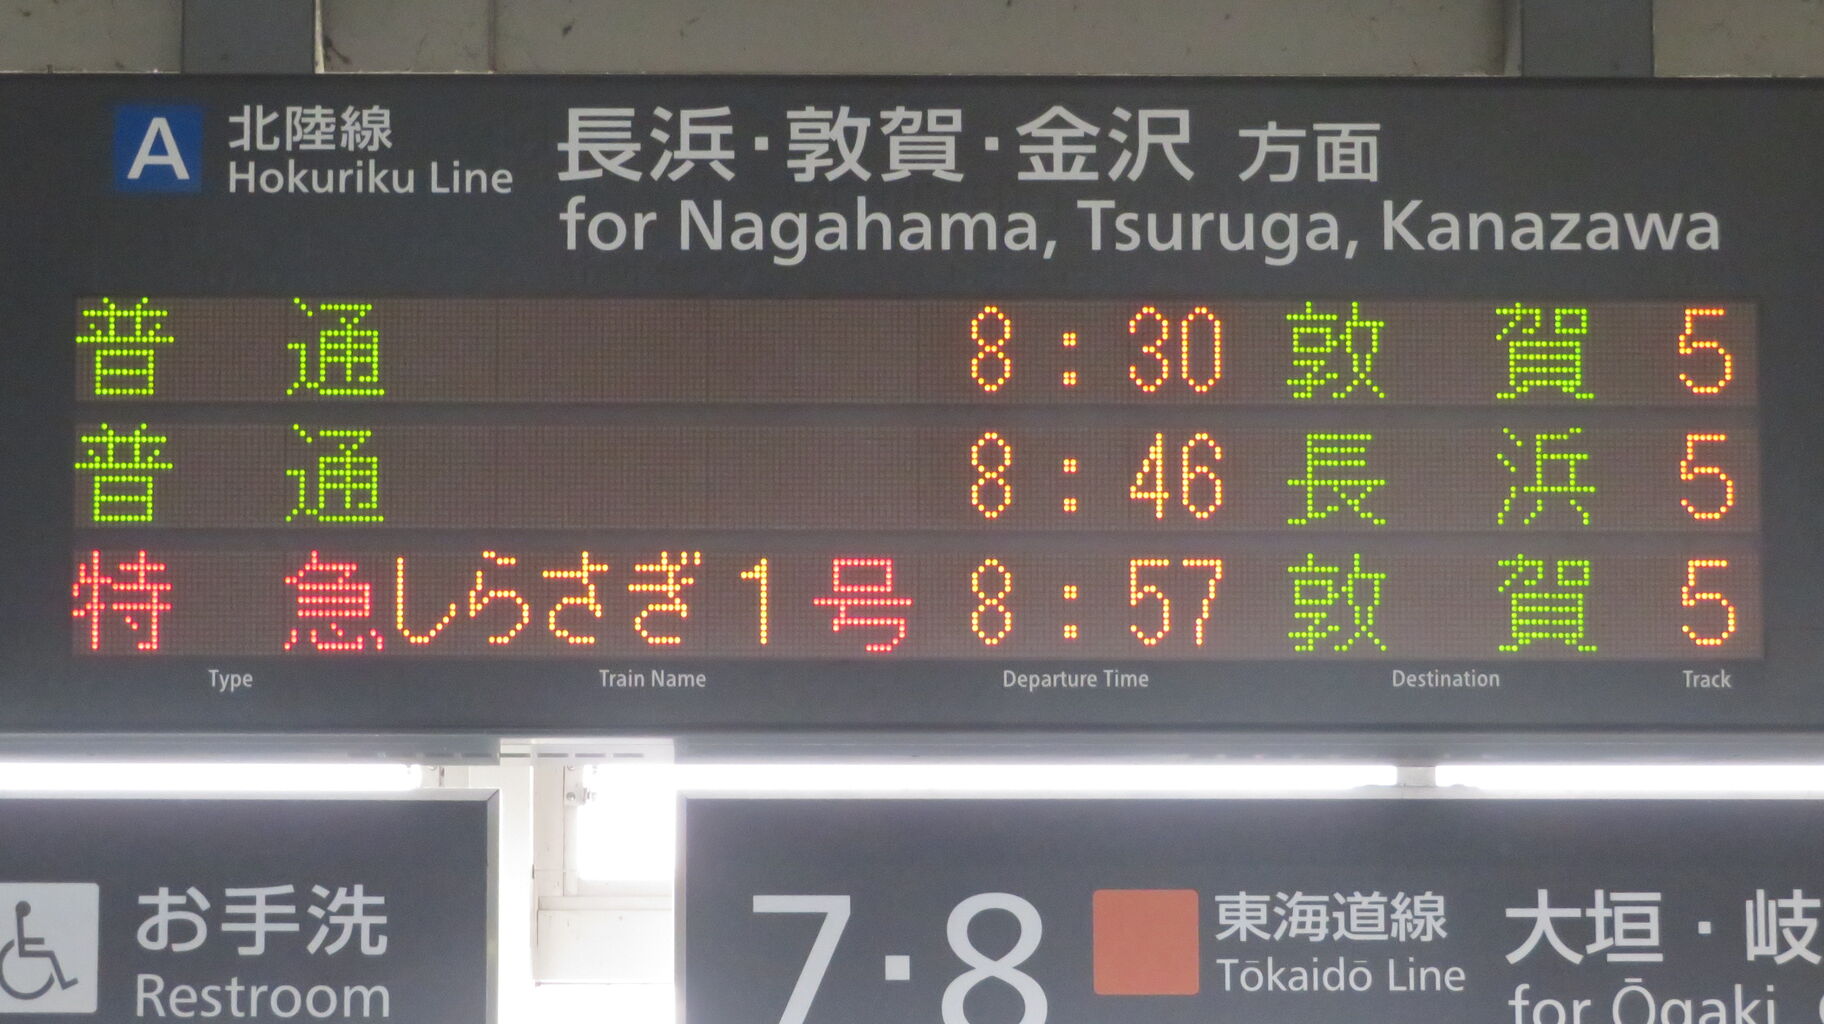 A 北陸線 長浜・敦賀・金沢 方面
Hokuriku Line for Nagahama, Tsuruga, Kanazawa
普通 8:30 敦賀 5
普通 8:46 長浜 5
特急 しらさぎ1号 8:57 敦賀 5
Type Train Name Departure Time Destination Track
お手洗
Restroom
7・8 東海道線 大垣・岐
Tōkaidō Line for Ōgaki,